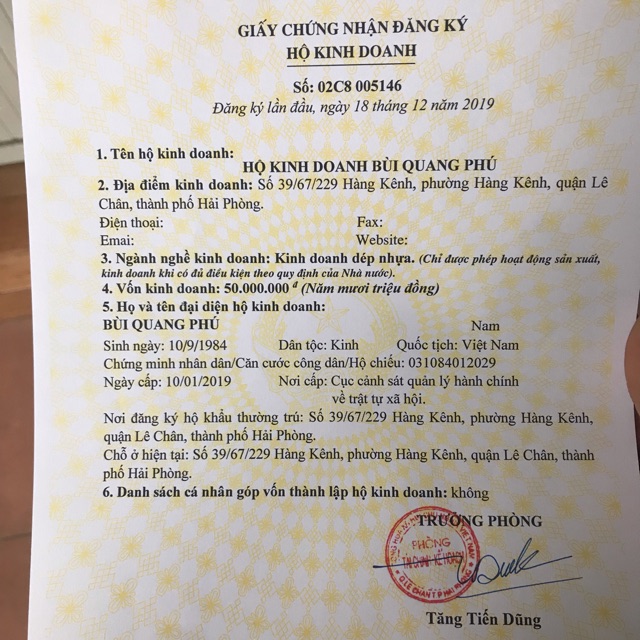 GIẤY CHỨNG NHẬN ĐĂNG KÝ
HỘ KINH DOANH
Số: 02C8 005146
Đăng ký lần đầu, ngày 18 tháng 12 năm 2019
1. Tên hộ kinh doanh:
HỘ KINH DOANH BÙI QUANG PHÚ
2. Địa điểm kinh doanh: Số 39/67/229 Hàng Kênh, phường Hàng Kênh, quận Lê
Chân, thành phố Hải Phòng.
Điện thoại: Fax:
Emai: Website:
3. Ngành nghề kinh doanh: Kinh doanh dép nhựa. (Chỉ được phép hoạt động sản xuất,
kinh doanh khi có đủ điều kiện theo quy định của Nhà nước).
4. Vốn kinh doanh: 50.000.000 đ (Năm mươi triệu đồng)
5. Họ và tên đại diện hộ kinh doanh:
BÙI QUANG PHÚ Nam
Sinh ngày: 10/9/1984 Dân tộc: Kinh Quốc tịch: Việt Nam
Chứng minh nhân dân/Căn cước công dân/Hộ chiếu: 031084012029
Ngày cấp: 10/01/2019 Nơi cấp: Cục cảnh sát quản lý hành chính
về trật tự xã hội.
Nơi đăng ký hộ khẩu thường trú: Số 39/67/229 Hàng Kênh, phường Hàng Kênh,
quận Lê Chân, thành phố Hải Phòng.
Chỗ ở hiện tại: Số 39/67/229 Hàng Kênh, phường Hàng Kênh, quận Lê Chân, thành
phố Hải Phòng.
6. Danh sách cá nhân góp vốn thành lập hộ kinh doanh: không
TRƯỞNG PHÒNG
PHÒNG
TÀI CHÍNH KẾ HOẠCH
Q.LÊ CHÂN T.P HẢI PHÒNG
Tăng Tiến Dũng